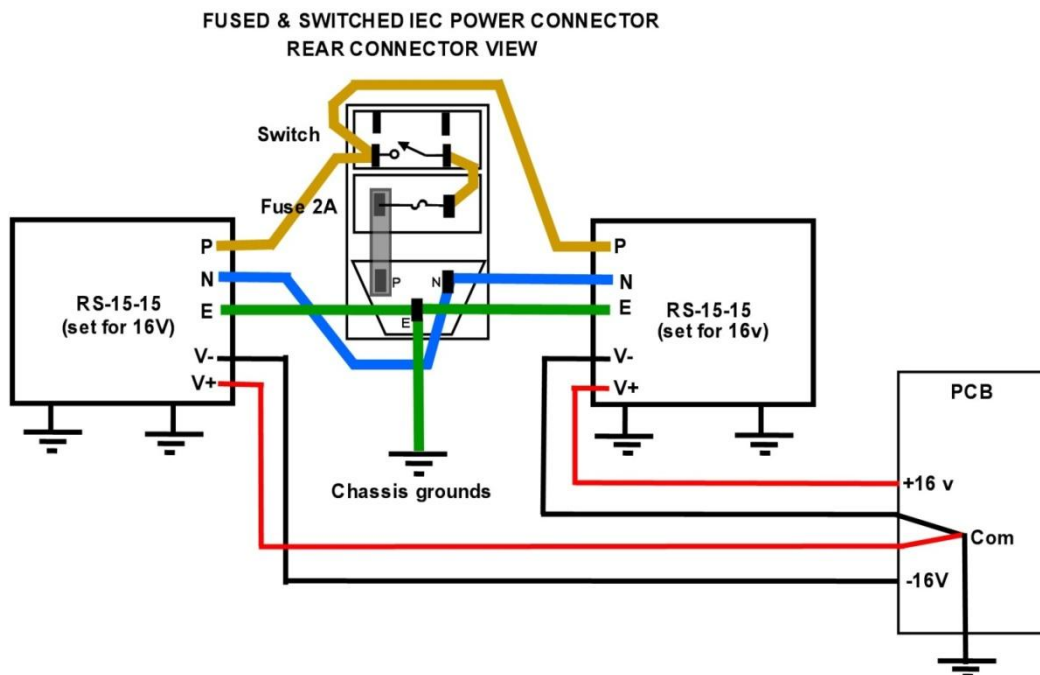 FUSED & SWITCHED IEC POWER CONNECTOR
REAR CONNECTOR VIEW
Switch
Fuse 2A
P
N
E
RS-15-15
(set for 16V)
P
N
E
V-
V+
P
N
E
V-
V+
RS-15-15
(set for 16v)
Chassis grounds
PCB
+16 v
Com
-16V